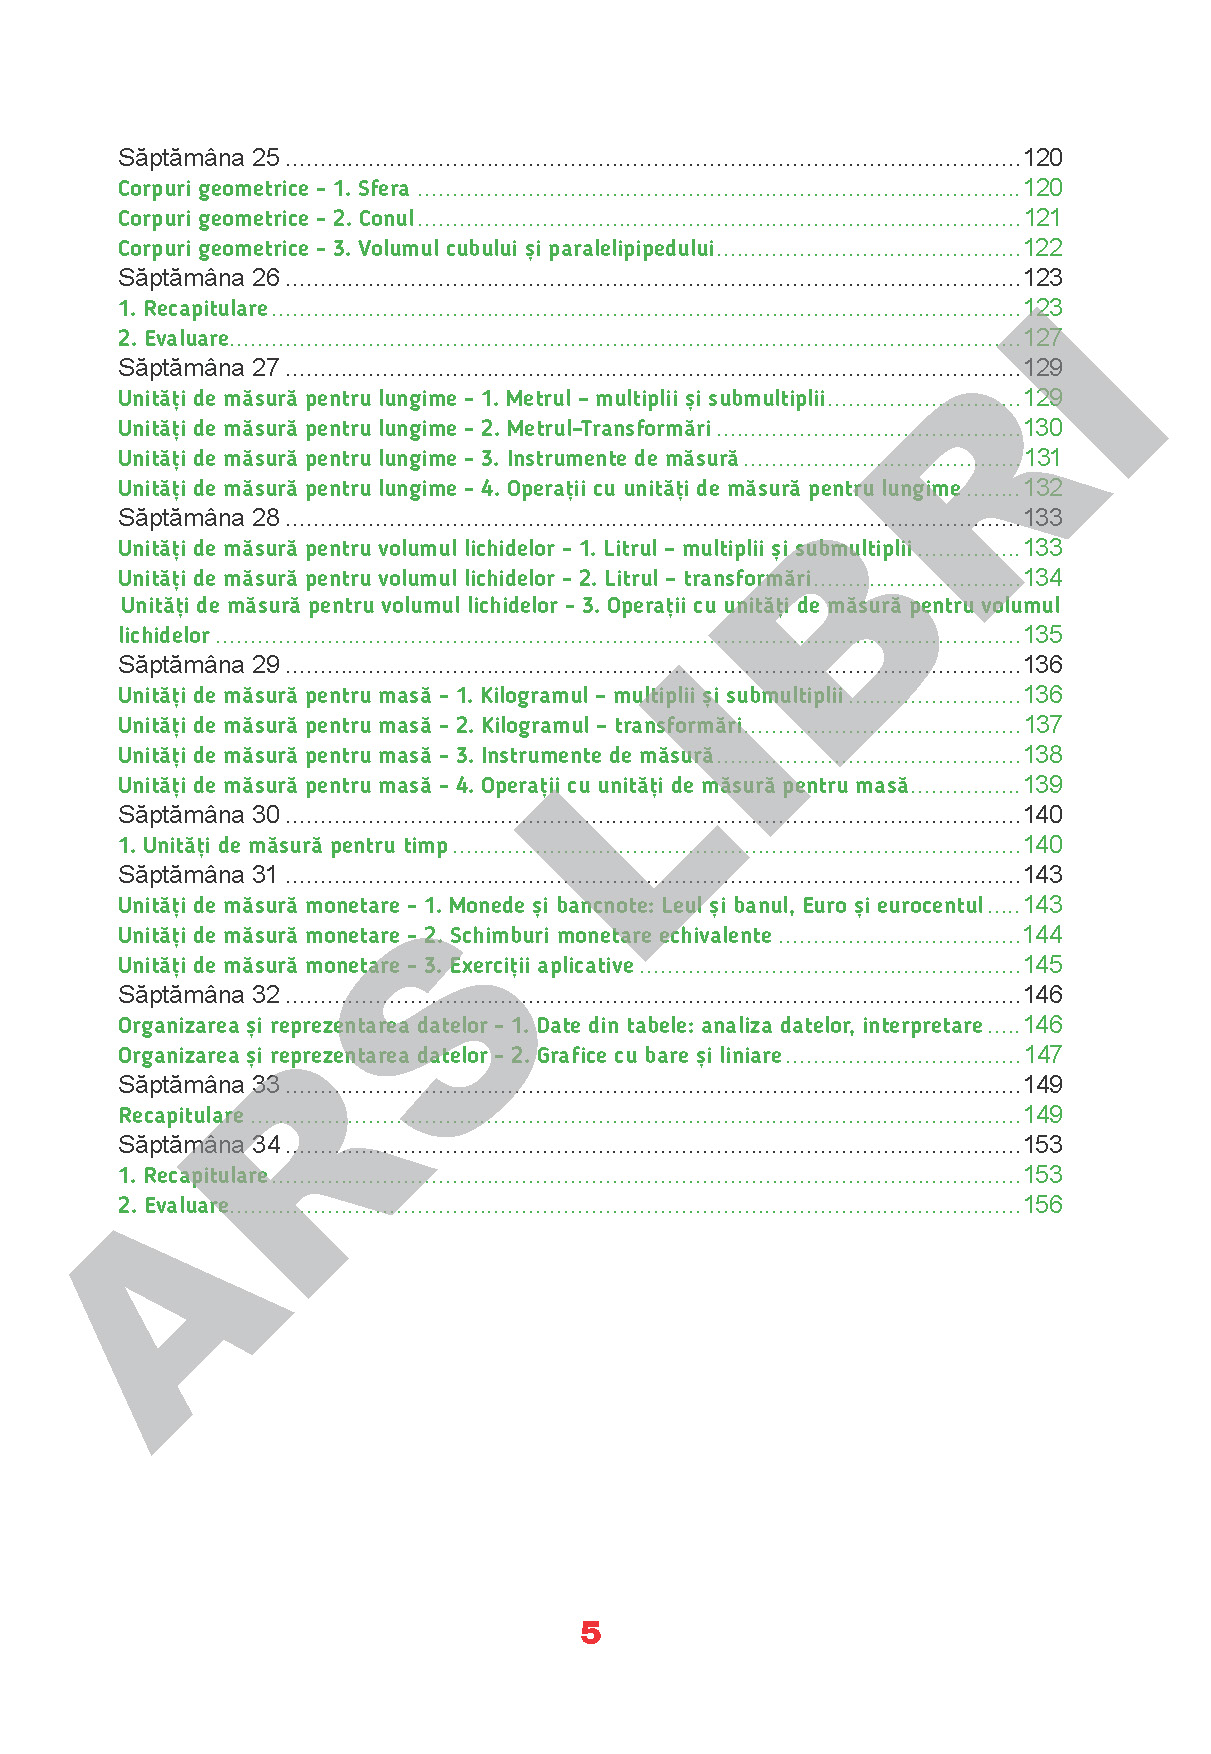 Săptămâna 25 ........ 120
Corpuri geometrice - 1. Sfera ........ 120
Corpuri geometrice - 2. Conul ........ 121
Corpuri geometrice - 3. Volumul cubului și paralelipipedului ........ 122
Săptămâna 26 ........ 123
1. Recapitulare ........ 123
2. Evaluare ........ 127
Săptămâna 27 ........ 129
Unități de măsură pentru lungime - 1. Metrul – multiplii și submultiplii ........ 129
Unități de măsură pentru lungime - 2. Metrul–Transformări ........ 130
Unități de măsură pentru lungime - 3. Instrumente de măsură ........ 131
Unități de măsură pentru lungime - 4. Operații cu unități de măsură pentru lungime ........ 132
Săptămâna 28 ........ 133
Unități de măsură pentru volumul lichidelor - 1. Litrul – multiplii și submultiplii ........ 133
Unități de măsură pentru volumul lichidelor - 2. Litrul – transformări ........ 134
Unități de măsură pentru volumul lichidelor - 3. Operații cu unități de măsură pentru volumul
lichidelor ........ 135
Săptămâna 29 ........ 136
Unități de măsură pentru masă - 1. Kilogramul – multiplii și submultiplii ........ 136
Unități de măsură pentru masă - 2. Kilogramul – transformări ........ 137
Unități de măsură pentru masă - 3. Instrumente de măsură ........ 138
Unități de măsură pentru masă - 4. Operații cu unități de măsură pentru masă ........ 139
Săptămâna 30 ........ 140
1. Unități de măsură pentru timp ........ 140
Săptămâna 31 ........ 143
Unități de măsură monetare - 1. Monede și bancnote: Leul și banul, Euro și eurocentul ..... 143
Unități de măsură monetare - 2. Schimburi monetare echivalente ........ 144
Unități de măsură monetare - 3. Exerciții aplicative ........ 145
Săptămâna 32 ........ 146
Organizarea și reprezentarea datelor - 1. Date din tabele: analiza datelor, interpretare ..... 146
Organizarea și reprezentarea datelor - 2. Grafice cu bare și liniare ........ 147
Săptămâna 33 ........ 149
Recapitulare ........ 149
Săptămâna 34 ........ 153
1. Recapitulare ........ 153
2. Evaluare ........ 156
ARS LIBRI
5